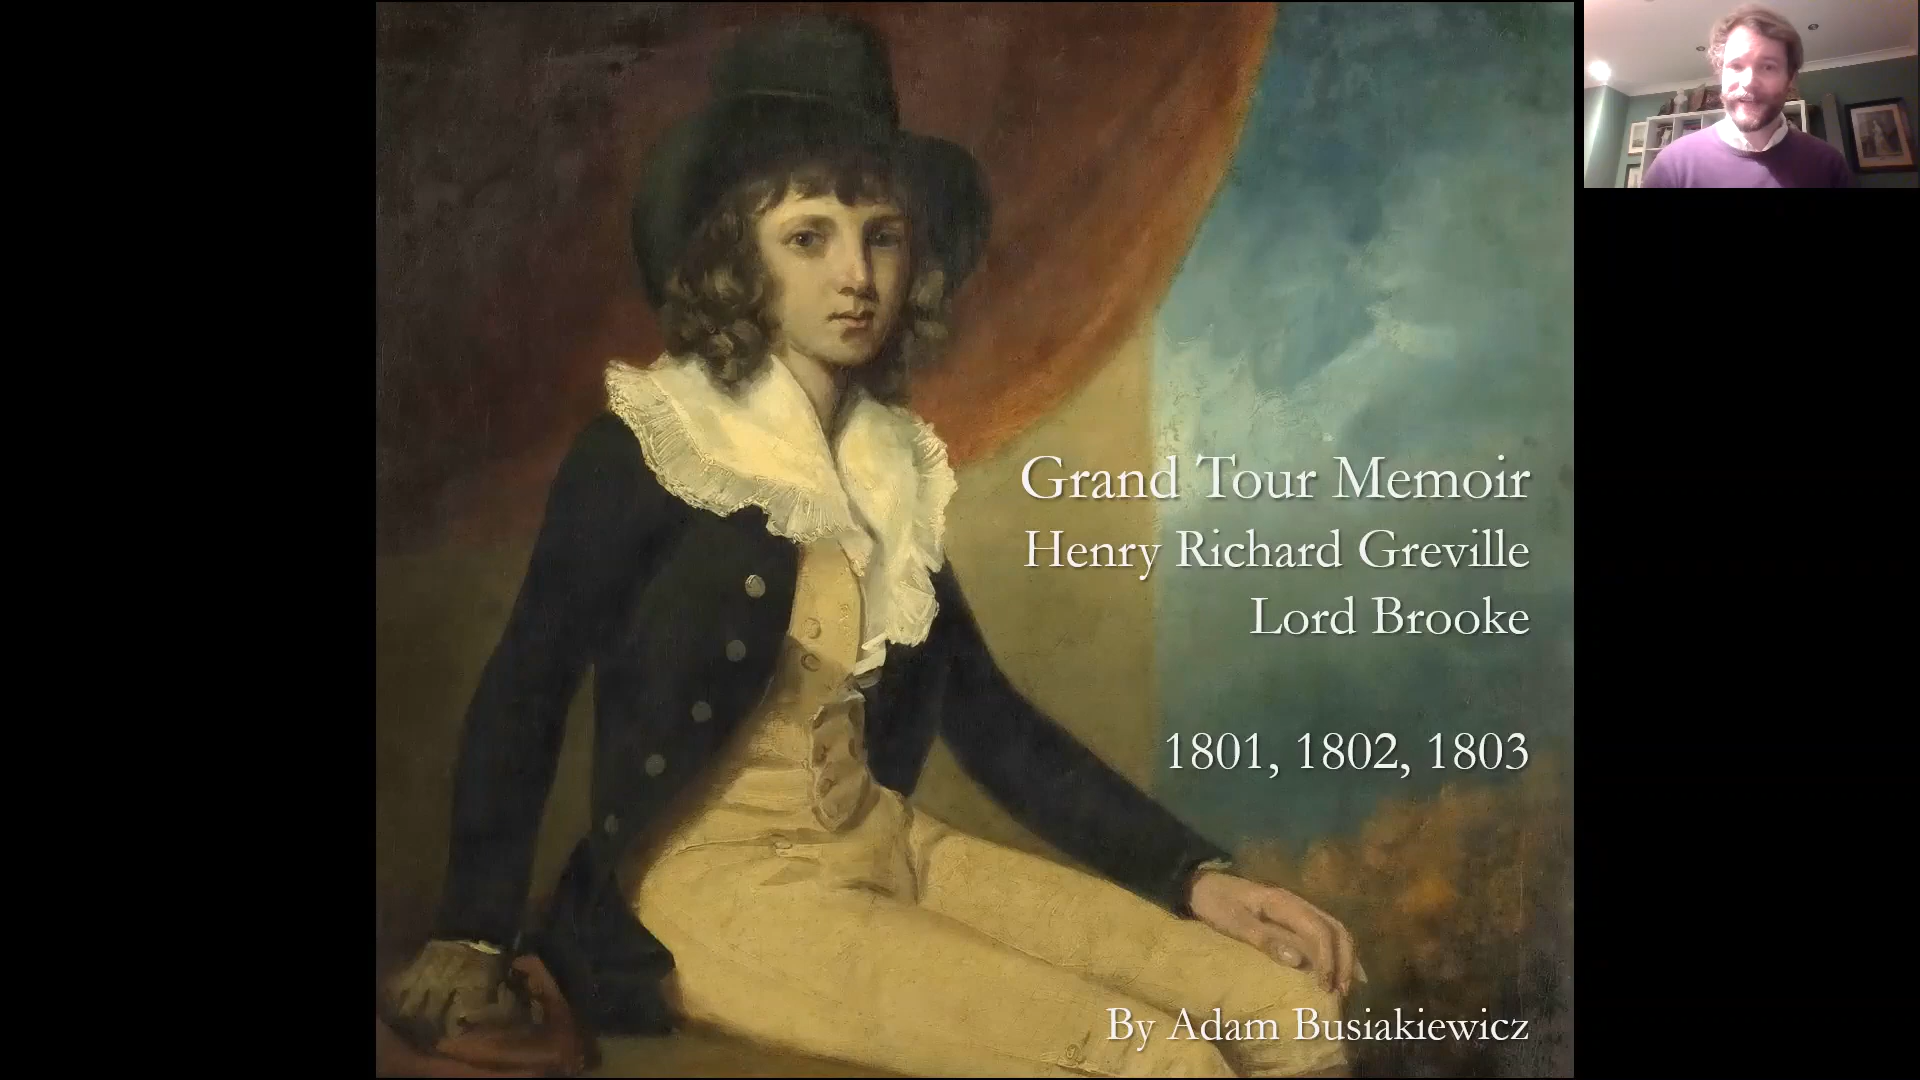 Grand Tour Memoir
Henry Richard Greville
Lord Brooke
1801, 1802, 1803
By Adam Busiakiewicz